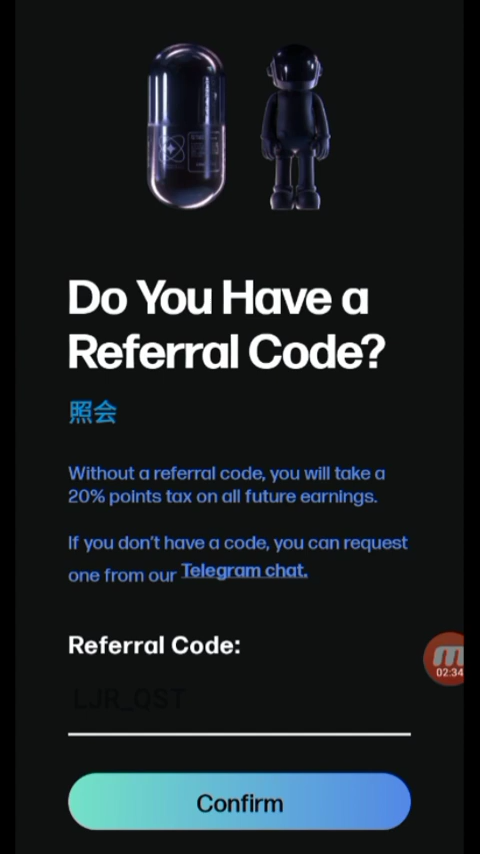 Do You Have a
Referral Code?
照会
Without a referral code, you will take a
20% points tax on all future earnings.
If you don't have a code, you can request
one from our Telegram chat.
Referral Code:
LJR_QST
02:34
Confirm